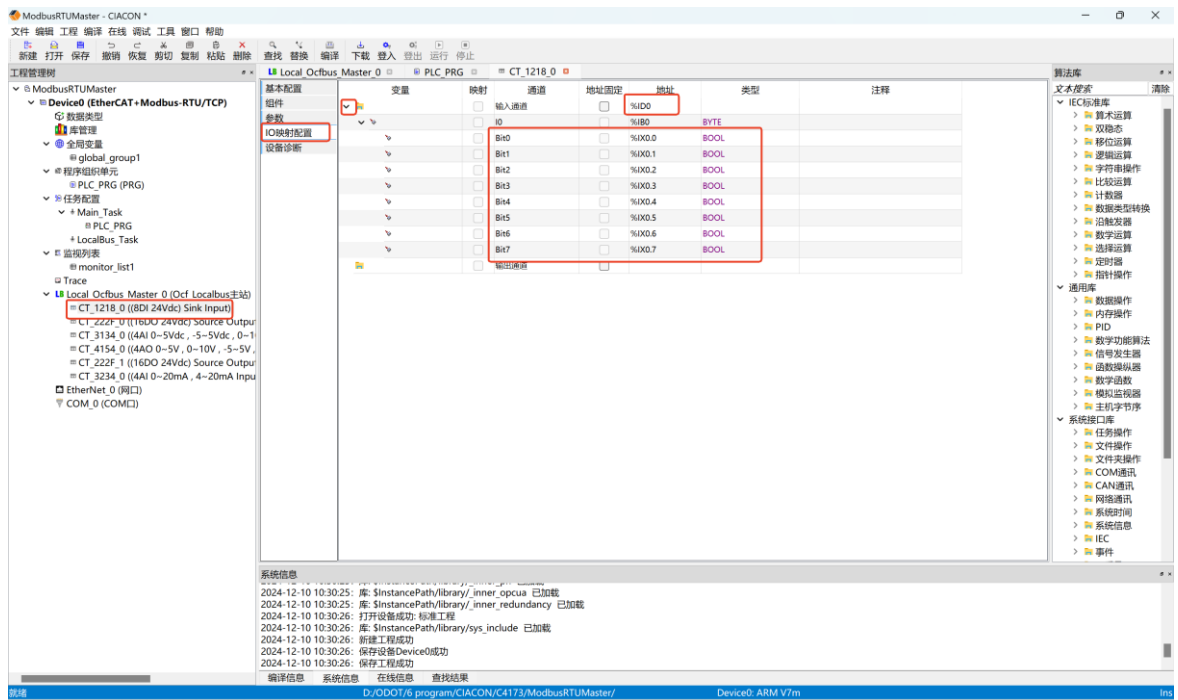 ModbusRTUMaster - CIACON *
文件 编辑 工程 编译 在线 调试 工具 窗口 帮助
新建 打开 保存 撤销 恢复 剪切 复制 粘贴 删除 查找 替换 编译 下载 登入 登出 运行 停止
工程管理树
ModbusRTUMaster
Device0 (EtherCAT+Modbus-RTU/TCP)
数据类型
库管理
全局变量
global_group1
程序组织单元
PLC_PRG (PRG)
任务配置
Main_Task
PLC_PRG
LocalBus_Task
监视列表
monitor_list1
Trace
Local_Ocfbus_Master_0 (Ocf_Localbus主站)
CT_1218_0 ((8DI 24Vdc) Sink Input)
CT_222F_0 ((16DO 24Vdc) Source Output
CT_3134_0 ((4AI 0~5Vdc , -5~5Vdc , 0~1
CT_4154_0 ((4AO 0~5V , 0~10V , -5~5V ,
CT_222F_1 ((16DO 24Vdc) Source Output
CT_3234_0 ((4AI 0~20mA , 4~20mA Inpu
EtherNet_0 (网口)
COM_0 (COM口)
Local_Ocfbus_Master_0 PLC_PRG CT_1218_0
基本配置
组件
参数
IO映射配置
设备诊断
变量 映射 通道 地址固定 地址 类型 注释
输入通道 %ID0
I0 %IB0 BYTE
Bit0 %IX0.0 BOOL
Bit1 %IX0.1 BOOL
Bit2 %IX0.2 BOOL
Bit3 %IX0.3 BOOL
Bit4 %IX0.4 BOOL
Bit5 %IX0.5 BOOL
Bit6 %IX0.6 BOOL
Bit7 %IX0.7 BOOL
输出通道
算法库
文本搜索 清除
IEC标准库
算术运算
双稳态
移位运算
逻辑运算
字符串操作
比较运算
计数器
数据类型转换
沿触发器
数学运算
选择运算
定时器
指针操作
通用库
数据操作
内存操作
PID
数学功能算法
信号发生器
函数操纵器
数学函数
模拟监视器
主机字节序
系统接口库
任务操作
文件操作
文件夹操作
COM通讯
CAN通讯
网络通讯
系统时间
系统信息
IEC
事件
系统信息
2024-12-10 10:30:25: 库: $InstancePath/library/_inner_opcua 已加载
2024-12-10 10:30:25: 库: $InstancePath/library/_inner_redundancy 已加载
2024-12-10 10:30:26: 打开设备成功: 标准工程
2024-12-10 10:30:26: 库: $InstancePath/library/sys_include 已加载
2024-12-10 10:30:26: 新建工程成功
2024-12-10 10:30:26: 保存设备Device0成功
2024-12-10 10:30:26: 保存工程成功
编译信息 系统信息 在线信息 查找结果
就绪 D:/ODOT/6 program/CIACON/C4173/ModbusRTUMaster/ Device0: ARM V7m Ins